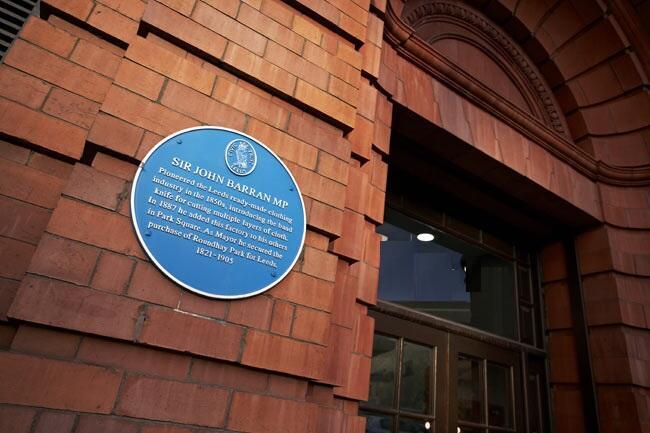 SIR JOHN BARRAN MP
Pioneered the Leeds ready-made clothing
industry in the 1850s, introducing the band
knife for cutting multiple layers of cloth.
In 1887 he added this factory to his others
in Park Square. As Mayor he secured the
purchase of Roundhay Park for Leeds.
1821-1905